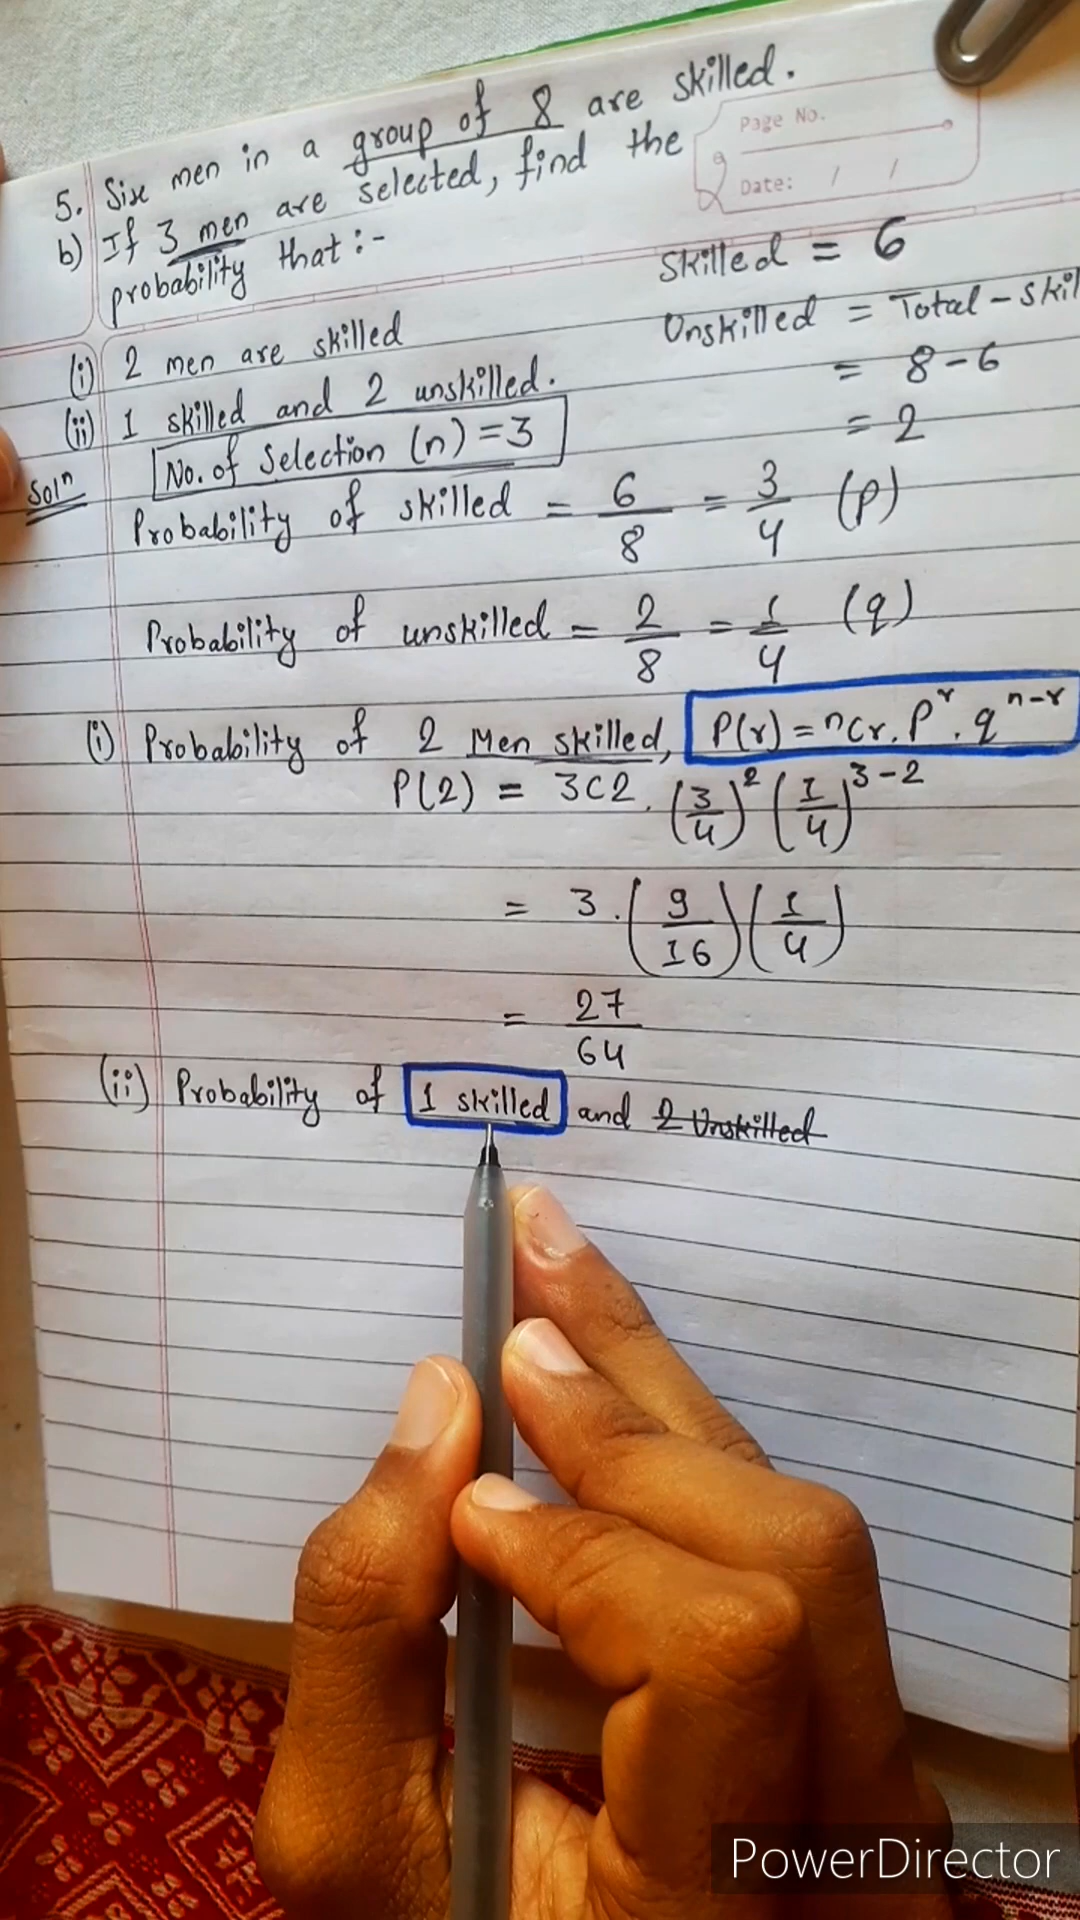 5. Six men in a group of 8 are skilled.
b) If 3 men are selected, find the
probability that :-
Page No.
Date: / /
(i) 2 men are skilled
(ii) 1 skilled and 2 unskilled.
Skilled = 6
Unskilled = Total - Skil
= 8-6
= 2
Solⁿ No. of Selection (n) = 3
Probability of skilled = 6/8 = 3/4 (p)
Probability of unskilled = 2/8 = 1/4 (q)
(i) Probability of 2 Men skilled, P(r) = ⁿCr. Pʳ. qⁿ⁻ʳ
P(2) = 3C2. (3/4)² (1/4)³⁻²
= 3. (9/16) (1/4)
= 27/64
(ii) Probability of 1 skilled and 2 Unskilled
PowerDirector